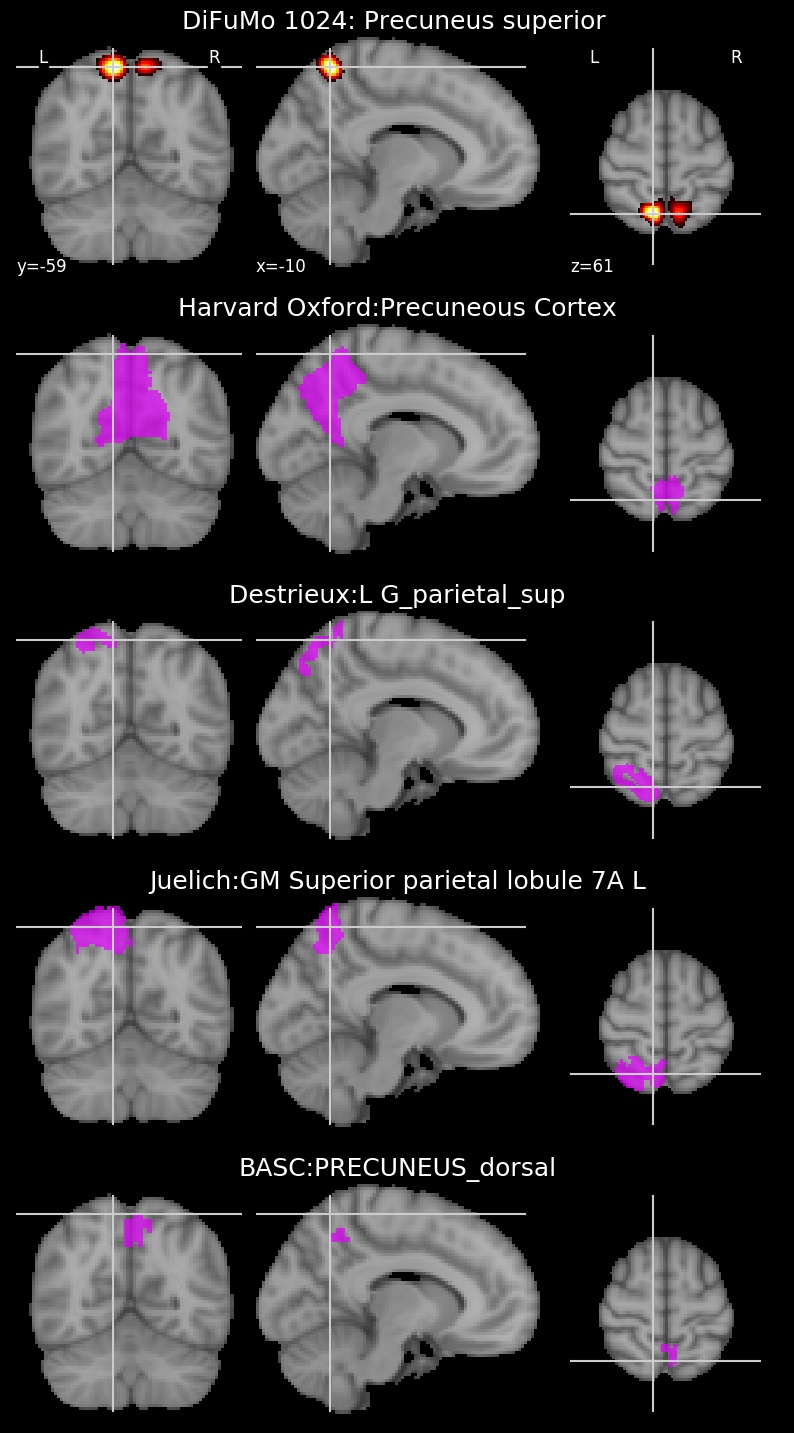 DiFuMo 1024: Precuneus superior
L R L R
y=-59 x=-10 z=61
Harvard Oxford:Precuneous Cortex
Destrieux:L G_parietal_sup
Juelich:GM Superior parietal lobule 7A L
BASC:PRECUNEUS_dorsal